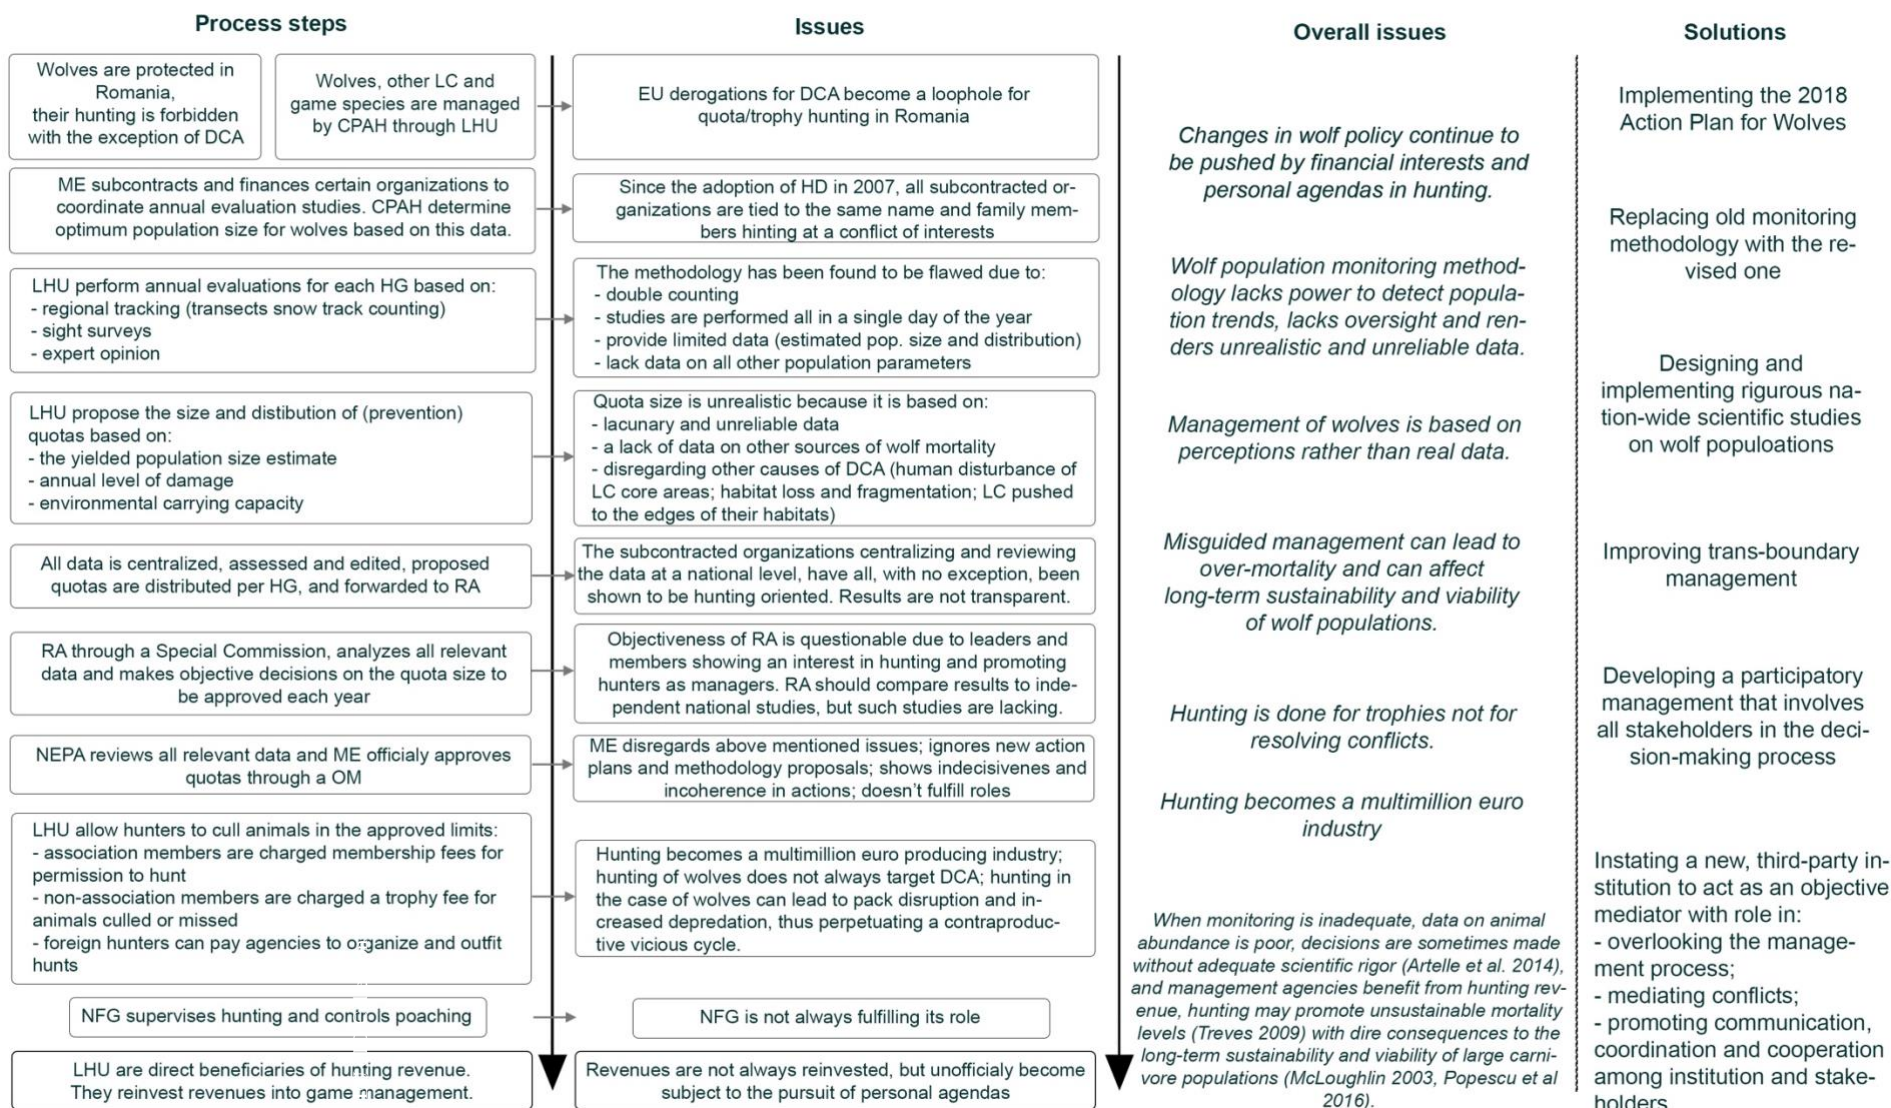 Process steps
Wolves are protected in
Romania,
their hunting is forbidden
with the exception of DCA
Wolves, other LC and
game species are managed
by CPAH through LHU
ME subcontracts and finances certain organizations to
coordinate annual evaluation studies. CPAH determine
optimum population size for wolves based on this data.
LHU perform annual evaluations for each HG based on:
- regional tracking (transects snow track counting)
- sight surveys
- expert opinion
LHU propose the size and distibution of (prevention)
quotas based on:
- the yielded population size estimate
- annual level of damage
- environmental carrying capacity
All data is centralized, assessed and edited, proposed
quotas are distributed per HG, and forwarded to RA
RA through a Special Commission, analyzes all relevant
data and makes objective decisions on the quota size to
be approved each year
NEPA reviews all relevant data and ME officialy approves
quotas through a OM
LHU allow hunters to cull animals in the approved limits:
- association members are charged membership fees for
permission to hunt
- non-association members are charged a trophy fee for
animals culled or missed
- foreign hunters can pay agencies to organize and outfit
hunts
NFG supervises hunting and controls poaching
LHU are direct beneficiaries of hunting revenue.
They reinvest revenues into game management.
Issues
EU derogations for DCA become a loophole for
quota/trophy hunting in Romania
Since the adoption of HD in 2007, all subcontracted or-
ganizations are tied to the same name and family mem-
bers hinting at a conflict of interests
The methodology has been found to be flawed due to:
- double counting
- studies are performed all in a single day of the year
- provide limited data (estimated pop. size and distribution)
- lack data on all other population parameters
Quota size is unrealistic because it is based on:
- lacunary and unreliable data
- a lack of data on other sources of wolf mortality
- disregarding other causes of DCA (human disturbance of
LC core areas; habitat loss and fragmentation; LC pushed
to the edges of their habitats)
The subcontracted organizations centralizing and reviewing
the data at a national level, have all, with no exception, been
shown to be hunting oriented. Results are not transparent.
Objectiveness of RA is questionable due to leaders and
members showing an interest in hunting and promoting
hunters as managers. RA should compare results to inde-
pendent national studies, but such studies are lacking.
ME disregards above mentioned issues; ignores new action
plans and methodology proposals; shows indecisivenes and
incoherence in actions; doesn't fulfill roles
Hunting becomes a multimillion euro producing industry;
hunting of wolves does not always target DCA; hunting in
the case of wolves can lead to pack disruption and in-
creased depredation, thus perpetuating a contraproduc-
tive vicious cycle.
NFG is not always fulfilling its role
Revenues are not always reinvested, but unofficialy become
subject to the pursuit of personal agendas
Overall issues
Changes in wolf policy continue to
be pushed by financial interests and
personal agendas in hunting.
Wolf population monitoring method-
ology lacks power to detect popula-
tion trends, lacks oversight and ren-
ders unrealistic and unreliable data.
Management of wolves is based on
perceptions rather than real data.
Misguided management can lead to
over-mortality and can affect
long-term sustainability and viability
of wolf populations.
Hunting is done for trophies not for
resolving conflicts.
Hunting becomes a multimillion euro
industry
When monitoring is inadequate, data on animal
abundance is poor, decisions are sometimes made
without adequate scientific rigor (Artelle et al. 2014),
and management agencies benefit from hunting rev-
enue, hunting may promote unsustainable mortality
levels (Treves 2009) with dire consequences to the
long-term sustainability and viability of large carni-
vore populations (McLoughlin 2003, Popescu et al
2016).
Solutions
Implementing the 2018
Action Plan for Wolves
Replacing old monitoring
methodology with the re-
vised one
Designing and
implementing rigurous na-
tion-wide scientific studies
on wolf populoations
Improving trans-boundary
management
Developing a participatory
management that involves
all stakeholders in the deci-
sion-making process
Instating a new, third-party in-
stitution to act as an objective
mediator with role in:
- overlooking the manage-
ment process;
- mediating conflicts;
- promoting communication,
coordination and cooperation
among institution and stake-
holders